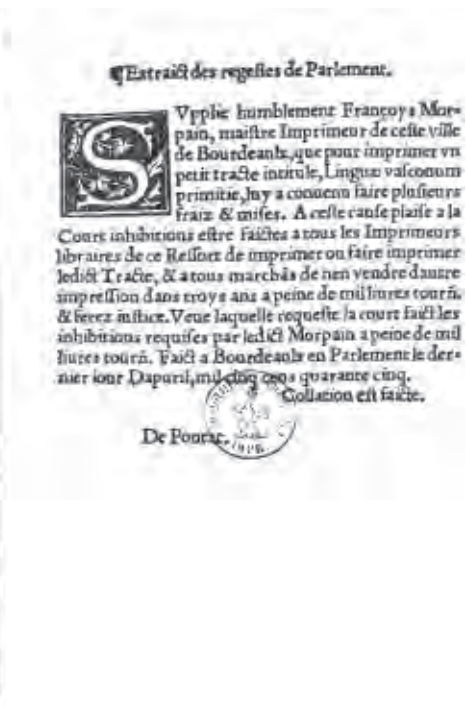 ¶Extraict des regestes de Parlement.
SVpplie humblement Françoys Mor-
pain, maistre Imprimeur de ceste ville
de Bourdeaulx, que pour imprimer vn
petit tracte intitule, Linguæ vasconum
primitiæ, luy a conuenu faire plusieurs
fraiz & mises. A ceste cause plaise a la
Court inhibitions estre faictes a tous les Imprimeurs
libraires de ce Ressort de imprimer ou faire imprimer
ledict Tracte, & a tous marchãs de nen vendre dautre
impression dans troys ans a peine de mil liures tourñ.
& ferez iustice. Veue laquelle requeste la court faict les
inhibitions requises par ledict Morpain a peine de mil
liures tourñ. Faict a Bourdeaulx en Parlement le der-
nier iour Dapuril, mil cinq cens quarante cinq.
Collation est faicte.
De Pontac.